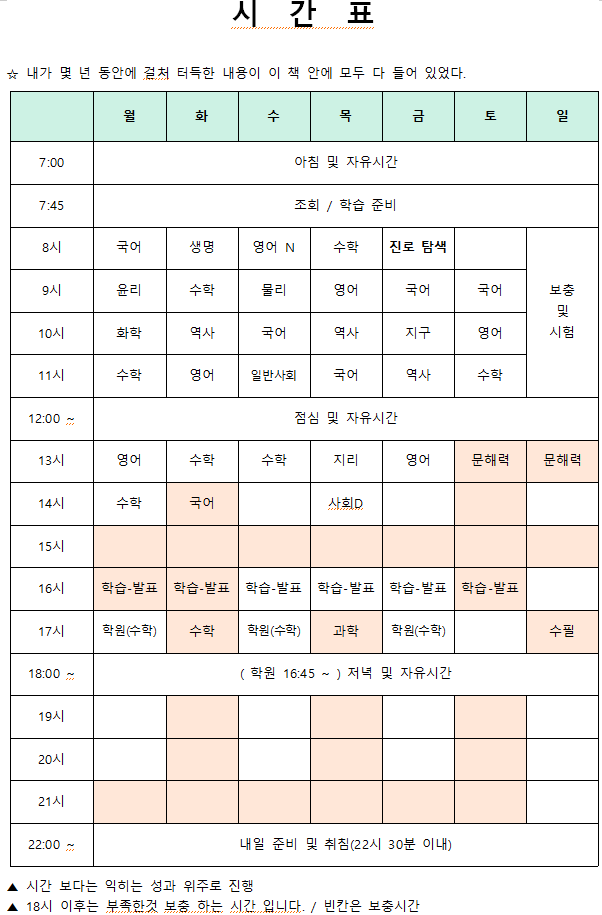 시 간 표
☆ 내가 몇 년 동안에 걸처 터득한 내용이 이 책 안에 모두 다 들어 있었다.
월 화 수 목 금 토 일
7:00 아침 및 자유시간
7:45 조회 / 학습 준비
8시 국어 생명 영어 N 수학 진로 탐색
9시 윤리 수학 물리 영어 국어 국어 보충
및
10시 화학 역사 국어 역사 지구 영어 시험
11시 수학 영어 일반사회 국어 역사 수학
12:00 ~ 점심 및 자유시간
13시 영어 수학 수학 지리 영어 문해력 문해력
14시 수학 국어 사회D
15시
16시 학습-발표 학습-발표 학습-발표 학습-발표 학습-발표 학습-발표
17시 학원(수학) 수학 학원(수학) 과학 학원(수학) 수필
18:00 ~ ( 학원 16:45 ~ ) 저녁 및 자유시간
19시
20시
21시
22:00 ~ 내일 준비 및 취침(22시 30분 이내)
▲ 시간 보다는 익히는 성과 위주로 진행
▲ 18시 이후는 부족한것 보충 하는 시간 입니다. / 빈칸은 보충시간